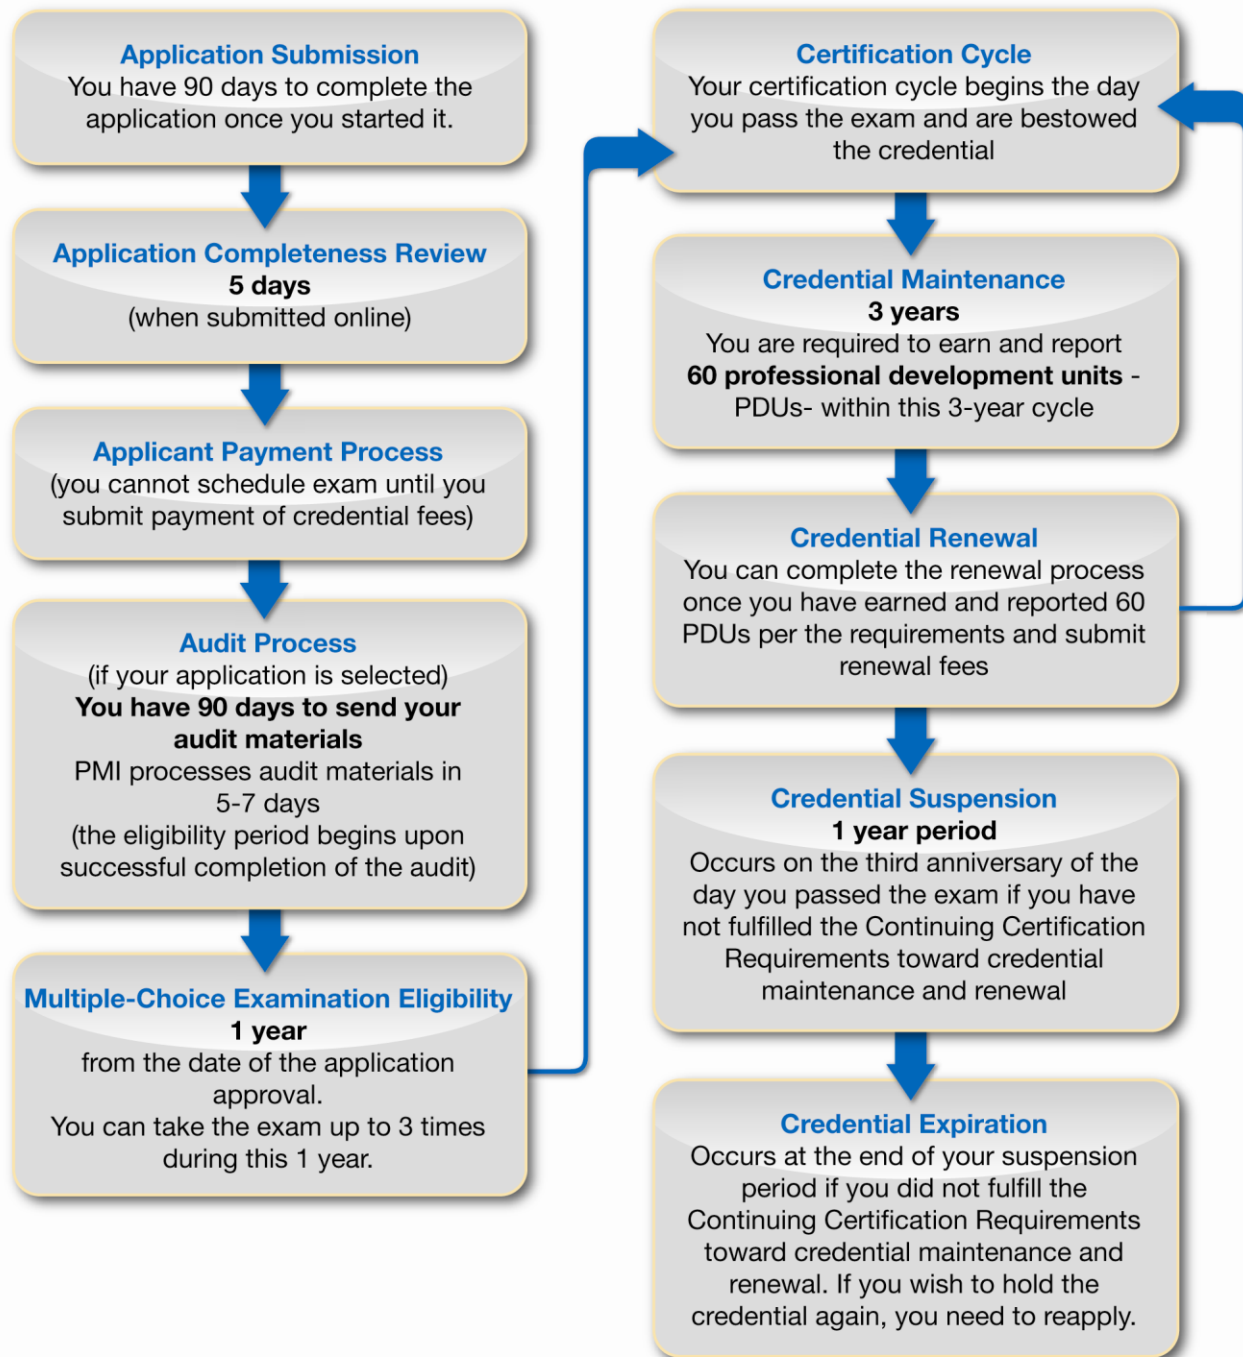 Application Submission
You have 90 days to complete the
application once you started it.
Application Completeness Review
5 days
(when submitted online)
Applicant Payment Process
(you cannot schedule exam until you
submit payment of credential fees)
Audit Process
(if your application is selected)
You have 90 days to send your
audit materials
PMI processes audit materials in
5-7 days
(the eligibility period begins upon
successful completion of the audit)
Multiple-Choice Examination Eligibility
1 year
from the date of the application
approval.
You can take the exam up to 3 times
during this 1 year.
Certification Cycle
Your certification cycle begins the day
you pass the exam and are bestowed
the credential
Credential Maintenance
3 years
You are required to earn and report
60 professional development units -
PDUs- within this 3-year cycle
Credential Renewal
You can complete the renewal process
once you have earned and reported 60
PDUs per the requirements and submit
renewal fees
Credential Suspension
1 year period
Occurs on the third anniversary of the
day you passed the exam if you have
not fulfilled the Continuing Certification
Requirements toward credential
maintenance and renewal
Credential Expiration
Occurs at the end of your suspension
period if you did not fulfill the
Continuing Certification Requirements
toward credential maintenance and
renewal. If you wish to hold the
credential again, you need to reapply.